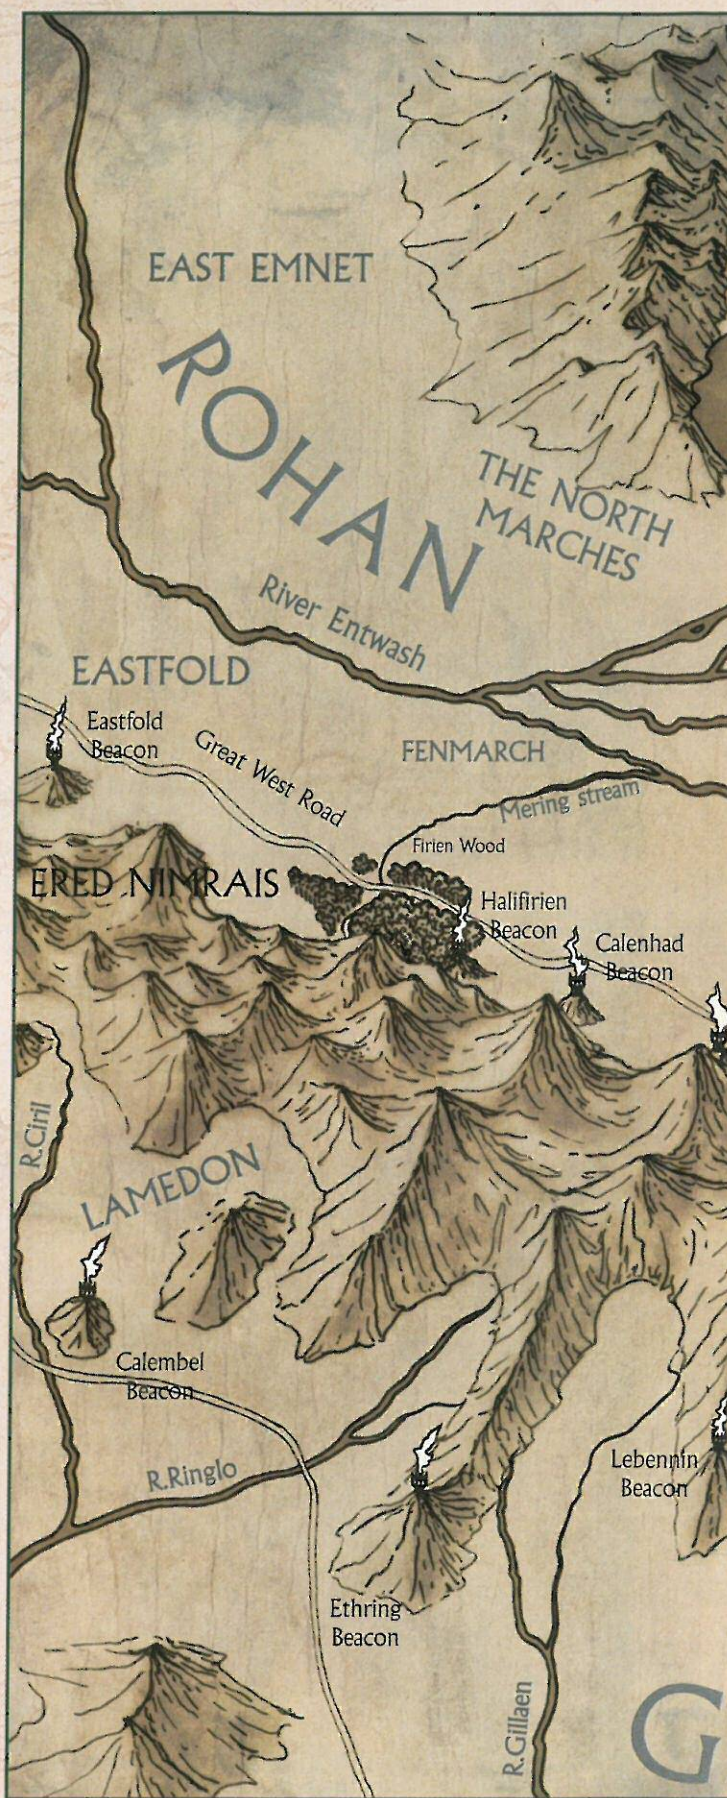 EAST EMNET
ROHAN
THE NORTH
MARCHES
River Entwash
EASTFOLD
Eastfold
Beacon
Great West Road
FENMARCH
Mering stream
Firien Wood
ERED NIMRAIS
Halifirien
Beacon
Calenhad
Beacon
R.Ciril
LAMEDON
Calembel
Beacon
R.Ringlo
Lebennin
Beacon
Ethring
Beacon
R.Gillaen
G